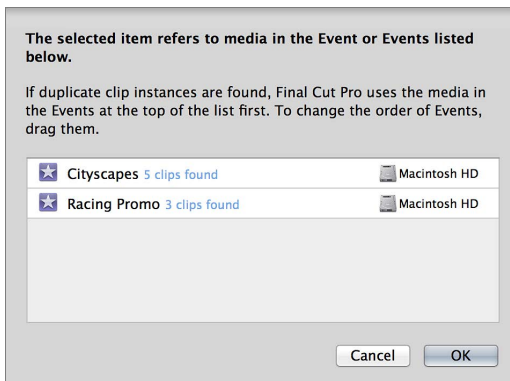 The selected item refers to media in the Event or Events listed
below.
If duplicate clip instances are found, Final Cut Pro uses the media in
the Events at the top of the list first. To change the order of Events,
drag them.
Cityscapes 5 clips found Macintosh HD
Racing Promo 3 clips found Macintosh HD
Cancel OK